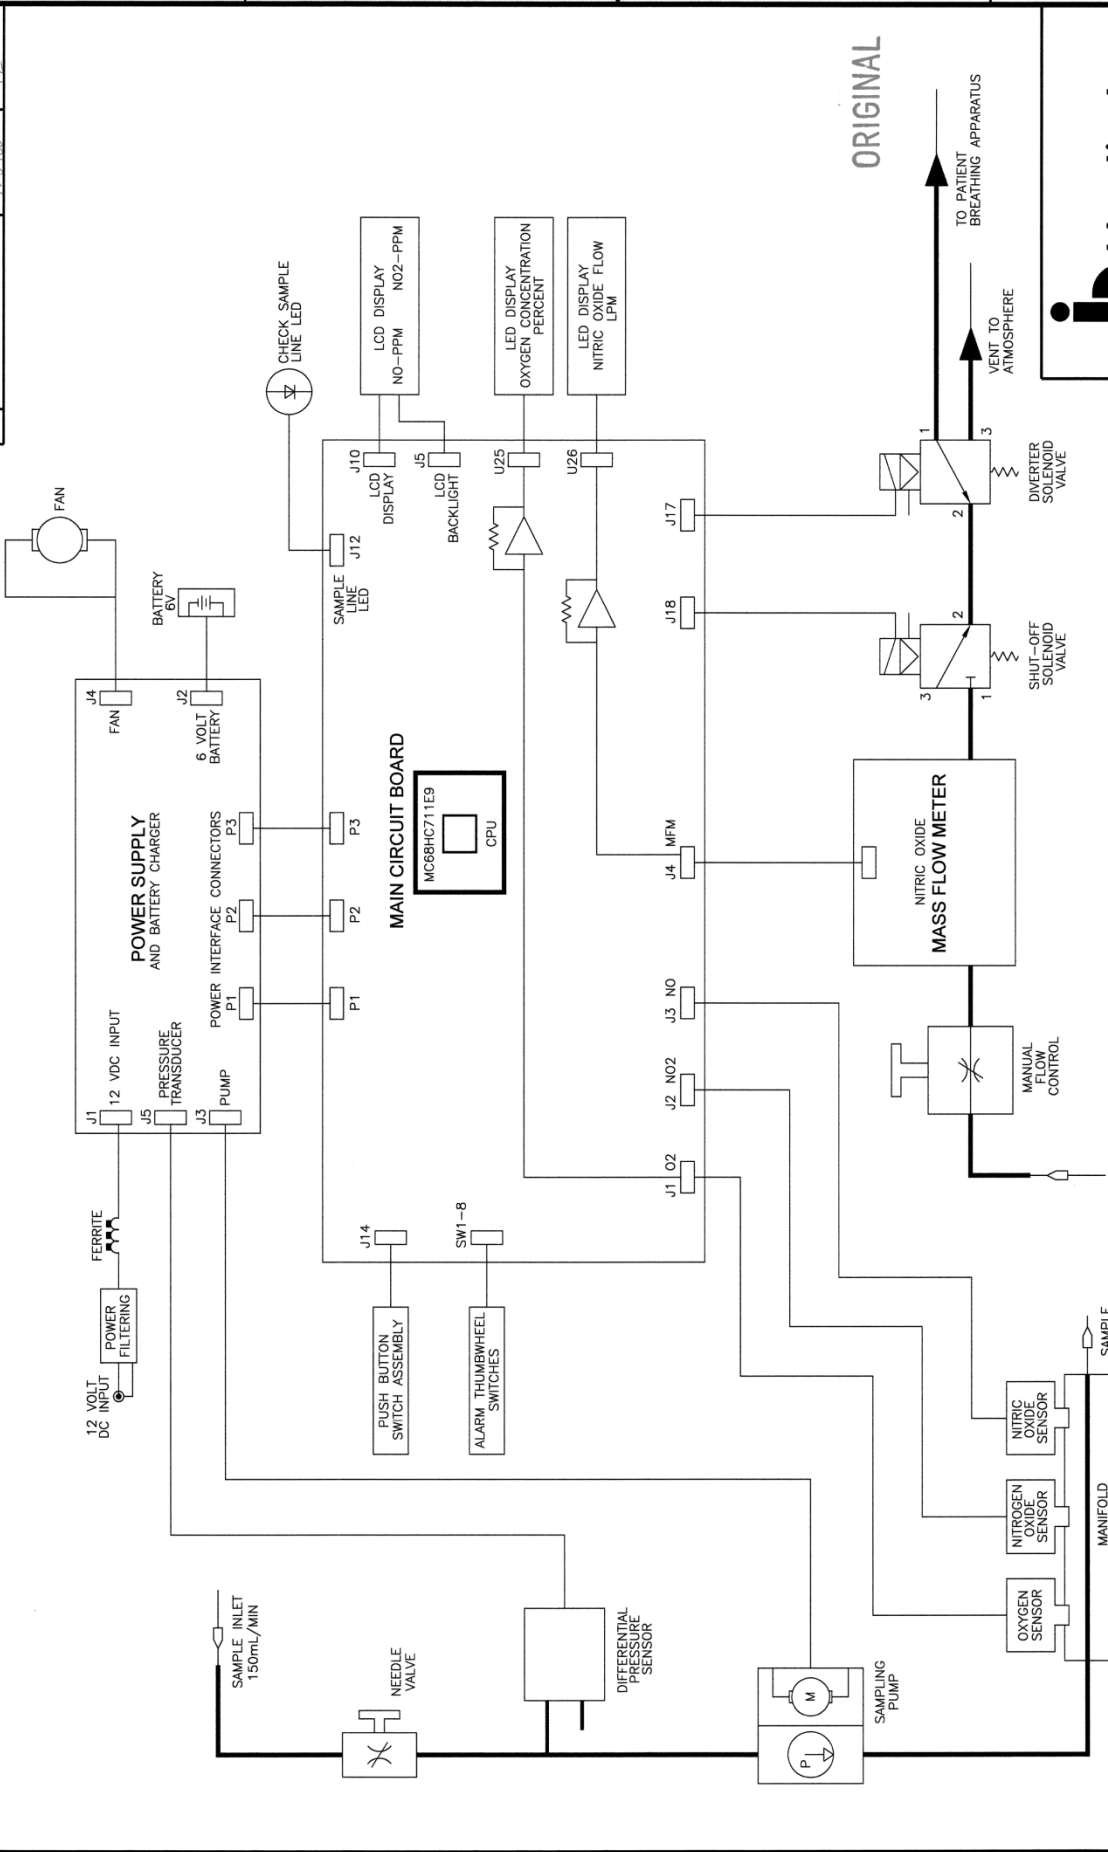 ORIGINAL
12 VOLT
DC INPUT
POWER
FILTERING
FERRITE
J1
12 VDC INPUT
J5
PRESSURE
TRANSDUCER
J3
PUMP
POWER SUPPLY
AND BATTERY CHARGER
POWER INTERFACE CONNECTORS
P1
P2
P3
J4
FAN
J2
6 VOLT
BATTERY
FAN
BATTERY
6V
CHECK SAMPLE
LINE LED
SAMPLE INLET
150mL/MIN
NEEDLE
VALVE
DIFFERENTIAL
PRESSURE
SENSOR
P
M
SAMPLING
PUMP
PUSH BUTTON
SWITCH ASSEMBLY
J14
ALARM THUMBWHEEL
SWITCHES
SW1-8
P1
P2
P3
MAIN CIRCUIT BOARD
MC68HC711E9
CPU
J12
SAMPLE
LINE
LED
J10
LCD
DISPLAY
J5
LCD
BACKLIGHT
U25
U26
LCD DISPLAY
NO-PPM NO2-PPM
LED DISPLAY
OXYGEN CONCENTRATION
PERCENT
LED DISPLAY
NITRIC OXIDE FLOW
LPM
J1 O2
J2 NO2
J3 NO
J4 MFM
J18
J17
OXYGEN
SENSOR
NITROGEN
OXIDE
SENSOR
NITRIC
OXIDE
SENSOR
MANIFOLD
SAMPLE
MANUAL
FLOW
CONTROL
NITRIC OXIDE
MASS FLOW METER
3
1
2
SHUT-OFF
SOLENOID
VALVE
2
1
3
DIVERTER
SOLENOID
VALVE
VENT TO
ATMOSPHERE
TO PATIENT
BREATHING APPARATUS